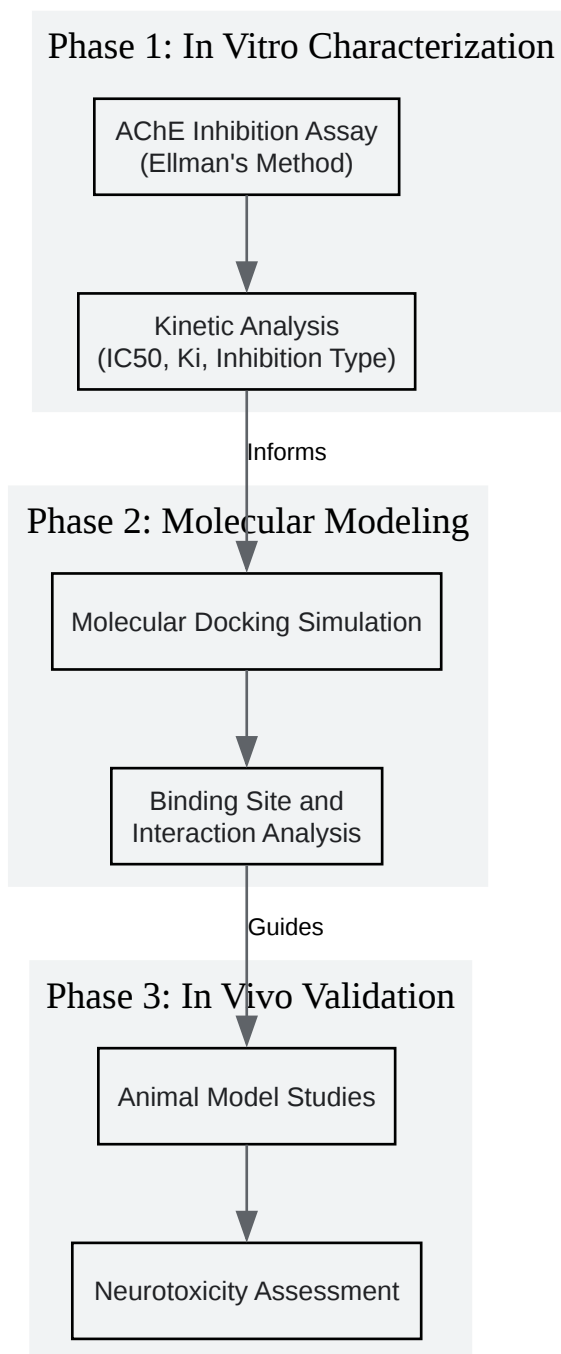 Phase 1: In Vitro Characterization
AChE Inhibition Assay
(Ellman's Method)
Kinetic Analysis
(IC50, Ki, Inhibition Type)
Informs
Phase 2: Molecular Modeling
Molecular Docking Simulation
Binding Site and
Interaction Analysis
Guides
Phase 3: In Vivo Validation
Animal Model Studies
Neurotoxicity Assessment